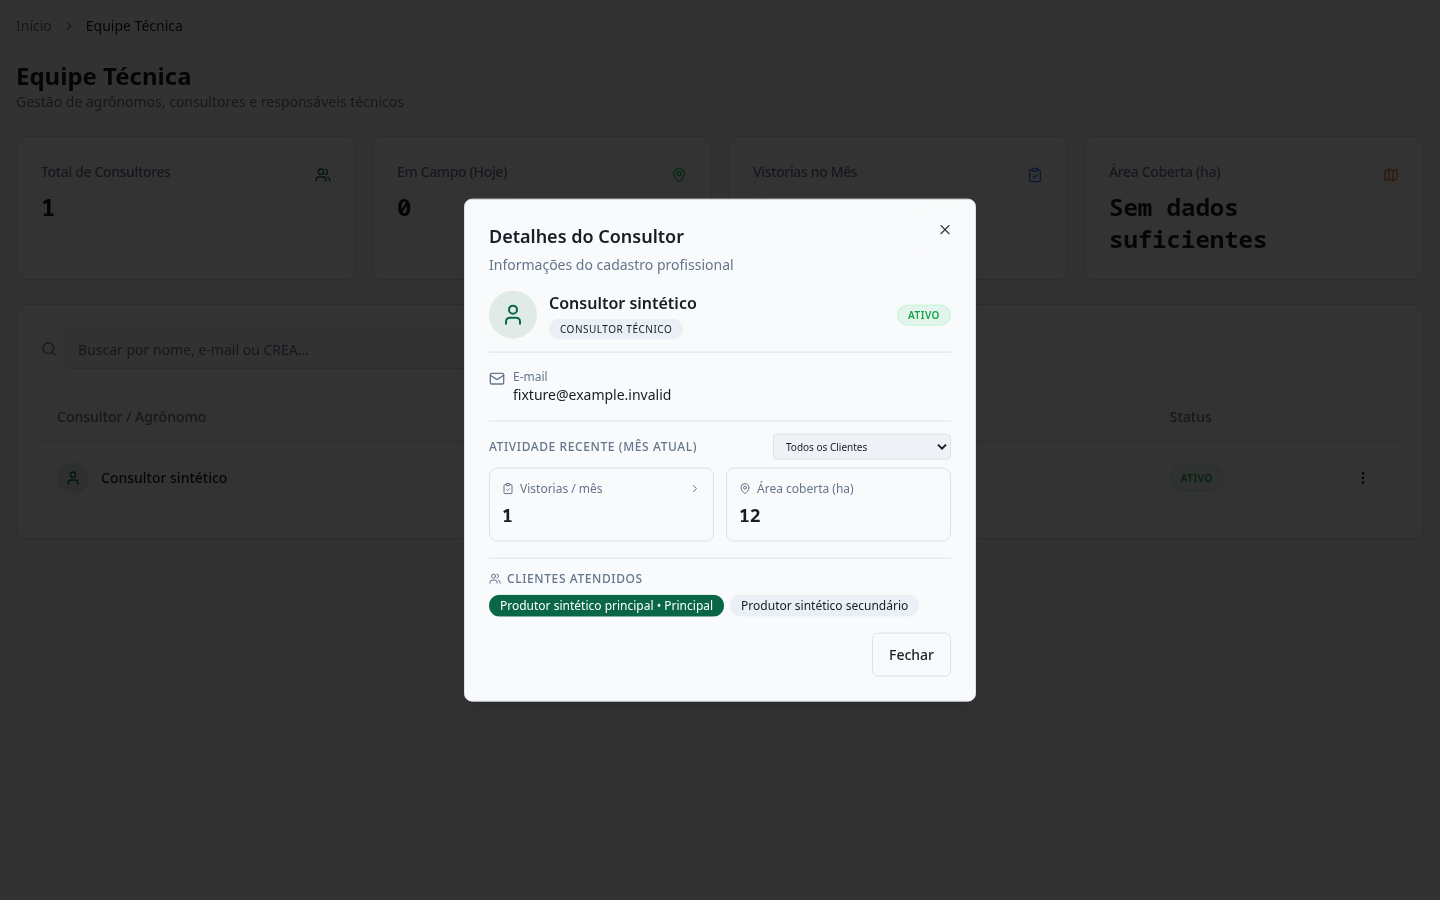 Início
Equipe Técnica
Equipe Técnica
Gestão de agrônomos, consultores e responsáveis técnicos
Total de Consultores
1
Em Campo (Hoje)
0
Vistorias no Mês
Área Coberta (ha)
Sem dados
suficientes
Buscar por nome, e-mail ou CREA...
Consultor / Agrônomo
Status
Consultor sintético
ATIVO
Detalhes do Consultor
Informações do cadastro profissional
Consultor sintético
CONSULTOR TÉCNICO
ATIVO
E-mail
fixture@example.invalid
ATIVIDADE RECENTE (MÊS ATUAL)
Todos os Clientes
Vistorias / mês
1
Área coberta (ha)
12
CLIENTES ATENDIDOS
Produtor sintético principal • Principal
Produtor sintético secundário
Fechar